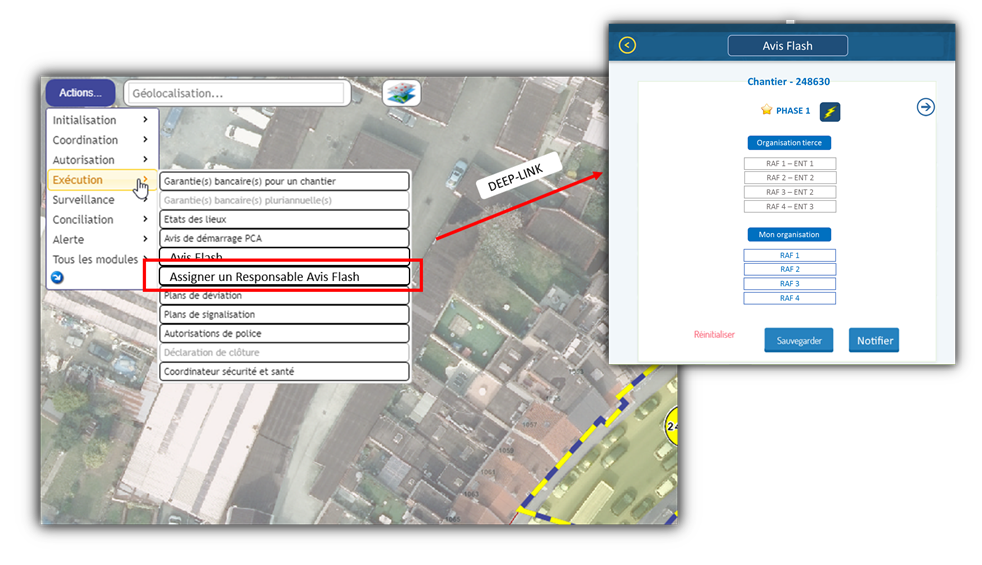 Actions...
Géolocalisation...
Initialisation
Coordination
Autorisation
Exécution
Surveillance
Conciliation
Alerte
Tous les modules
Garantie(s) bancaire(s) pour un chantier
Garantie(s) bancaire(s) pluriannuelle(s)
Etats des lieux
Avis de démarrage PCA
Avis Flash
Assigner un Responsable Avis Flash
Plans de déviation
Plans de signalisation
Autorisations de police
Déclaration de clôture
Coordinateur sécurité et santé
DEEP-LINK
Avis Flash
Chantier - 248630
PHASE 1
Organisation tierce
RAF 1 – ENT 1
RAF 2 – ENT 2
RAF 3 – ENT 2
RAF 4 – ENT 3
Mon organisation
RAF 1
RAF 2
RAF 3
RAF 4
Réinitialiser
Sauvegarder
Notifier
24
1057
1061
1063